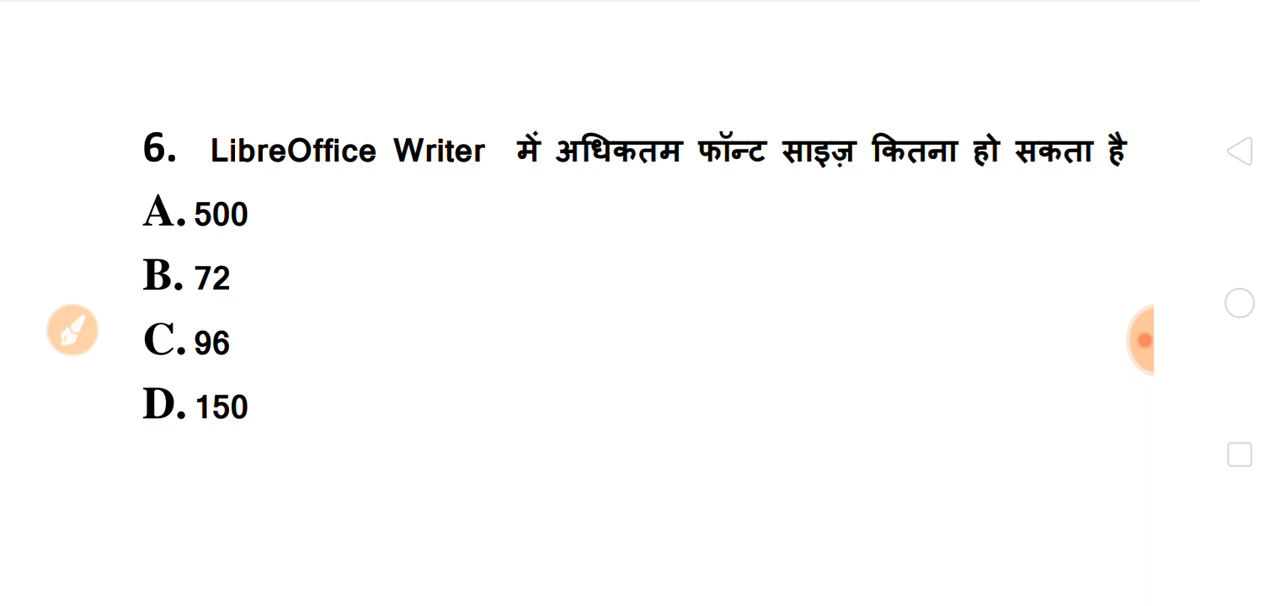 6. LibreOffice Writer में अधिकतम फॉन्ट साइज़ कितना हो सकता है
A. 500
B. 72
C. 96
D. 150